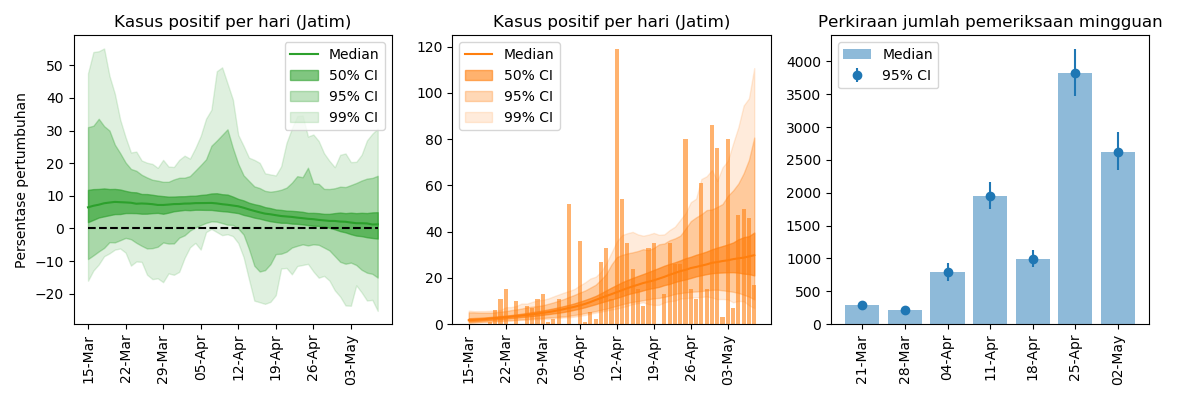 Kasus positif per hari (Jatim)
Persentase pertumbuhan
50
40
30
20
10
0
−10
−20
Median
50% CI
95% CI
99% CI
15-Mar
22-Mar
29-Mar
05-Apr
12-Apr
19-Apr
26-Apr
03-May
Kasus positif per hari (Jatim)
120
100
80
60
40
20
0
Median
50% CI
95% CI
99% CI
15-Mar
22-Mar
29-Mar
05-Apr
12-Apr
19-Apr
26-Apr
03-May
Perkiraan jumlah pemeriksaan mingguan
4000
3500
3000
2500
2000
1500
1000
500
0
Median
95% CI
21-Mar
28-Mar
04-Apr
11-Apr
18-Apr
25-Apr
02-May